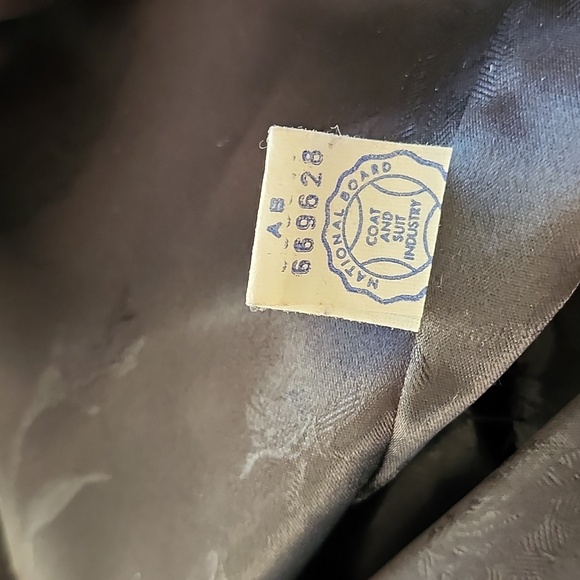 AB
669628
NATIONAL BOARD
COAT
AND
SUIT
INDUSTRY